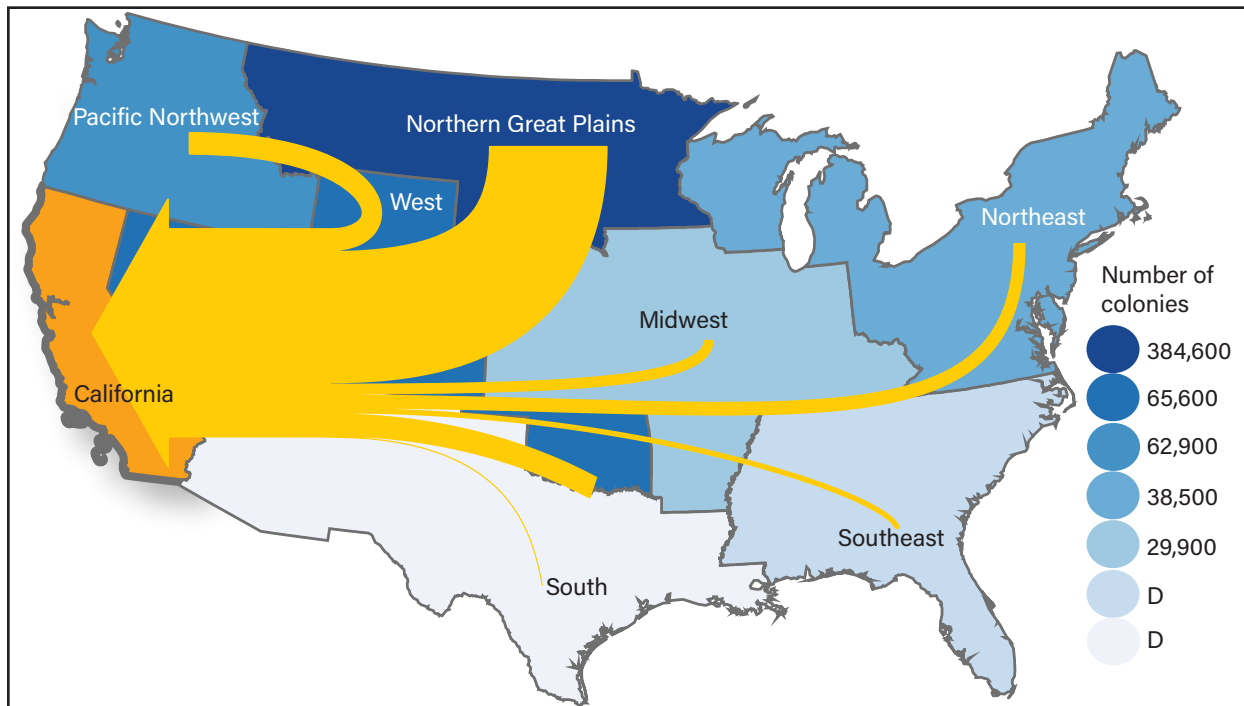 Pacific Northwest
Northern Great Plains
West
Northeast
Midwest
California
Southeast
South
Number of
colonies
384,600
65,600
62,900
38,500
29,900
D
D